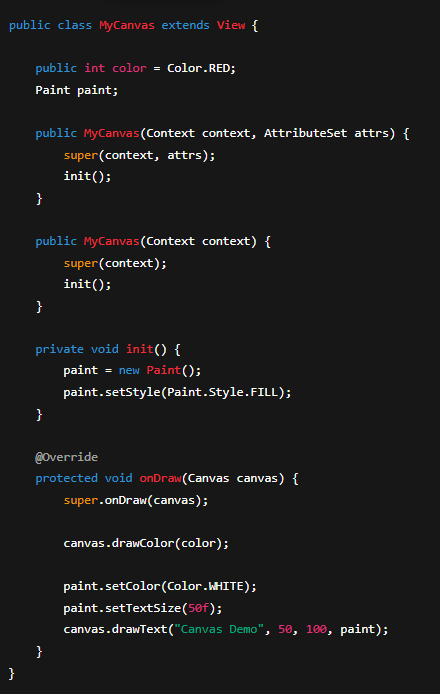 public class MyCanvas extends View {
public int color = Color.RED;
Paint paint;
public MyCanvas(Context context, AttributeSet attrs) {
super(context, attrs);
init();
}
public MyCanvas(Context context) {
super(context);
init();
}
private void init() {
paint = new Paint();
paint.setStyle(Paint.Style.FILL);
}
@Override
protected void onDraw(Canvas canvas) {
super.onDraw(canvas);
canvas.drawColor(color);
paint.setColor(Color.WHITE);
paint.setTextSize(50f);
canvas.drawText("Canvas Demo", 50, 100, paint);
}
}